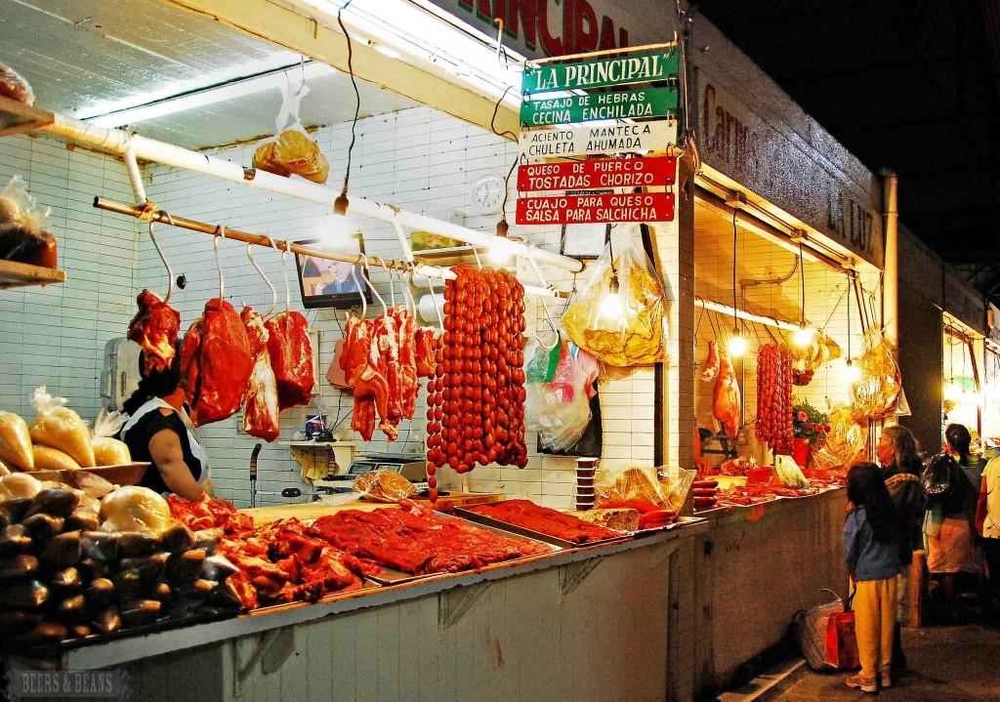 PRINCIPAL
"LA PRINCIPAL"
TASAJO DE HEBRAS
CECINA ENCHILADA
ACIENTO MANTECA
CHULETA AHUMADA
QUESO DE PUERCO
TOSTADAS CHORIZO
CUAJO PARA QUESO
SALSA PARA SALCHICHA
Carnes
LA LUZ
BEERS & BEANS